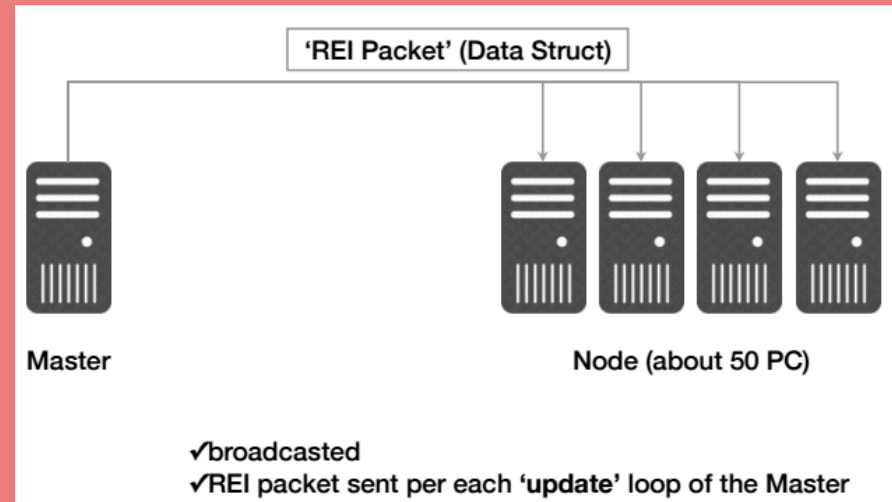 ‘REI Packet’ (Data Struct)
Master
Node (about 50 PC)
✓broadcasted
✓REI packet sent per each ‘update’ loop of the Master